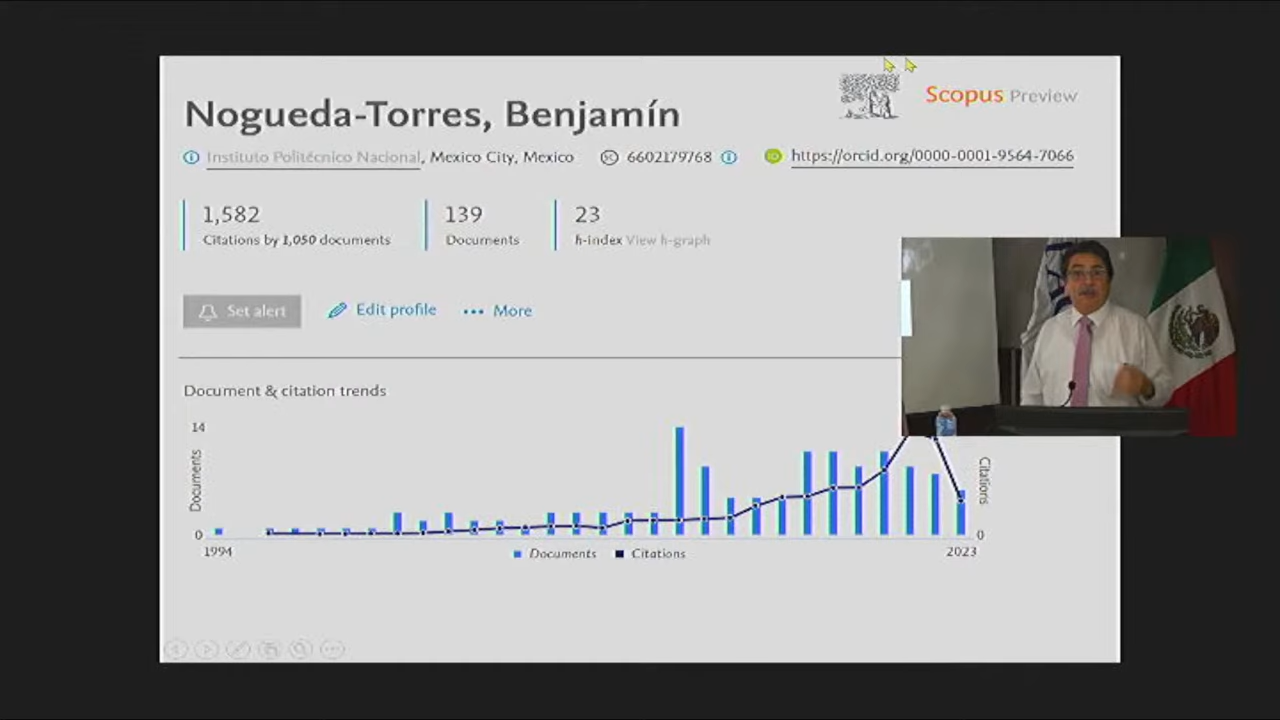 Nogueda-Torres, Benjamín
Scopus Preview
Instituto Politécnico Nacional, Mexico City, Mexico SC 6602179768 https://orcid.org/0000-0001-9564-7066
1,582 139 23
Citations by 1,050 documents Documents h-index View h-graph
Set alert Edit profile More
Document & citation trends
14
Documents
Citations
0 0
1994 2023
Documents Citations